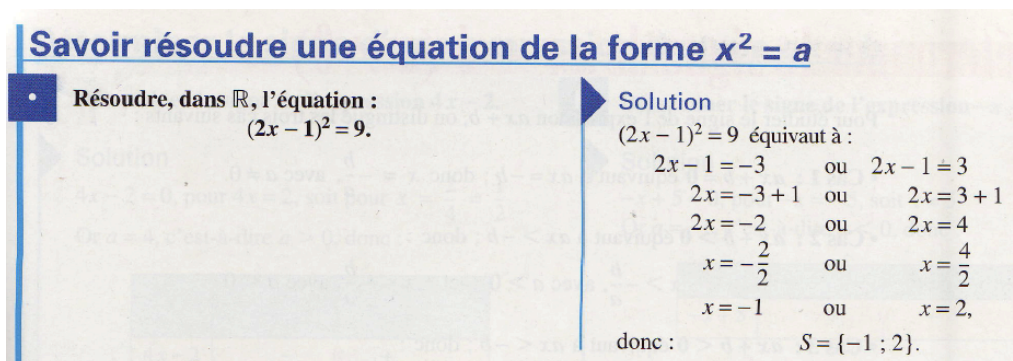 Savoir résoudre une équation de la forme x² = a
Résoudre, dans ℝ, l'équation :
(2x − 1)² = 9.
Solution
(2x − 1)² = 9 équivaut à :
2x − 1 = −3 ou 2x − 1 = 3
2x = −3 + 1 ou 2x = 3 + 1
2x = −2 ou 2x = 4
x = −2/2 ou x = 4/2
x = −1 ou x = 2,
donc : S = {−1 ; 2}.